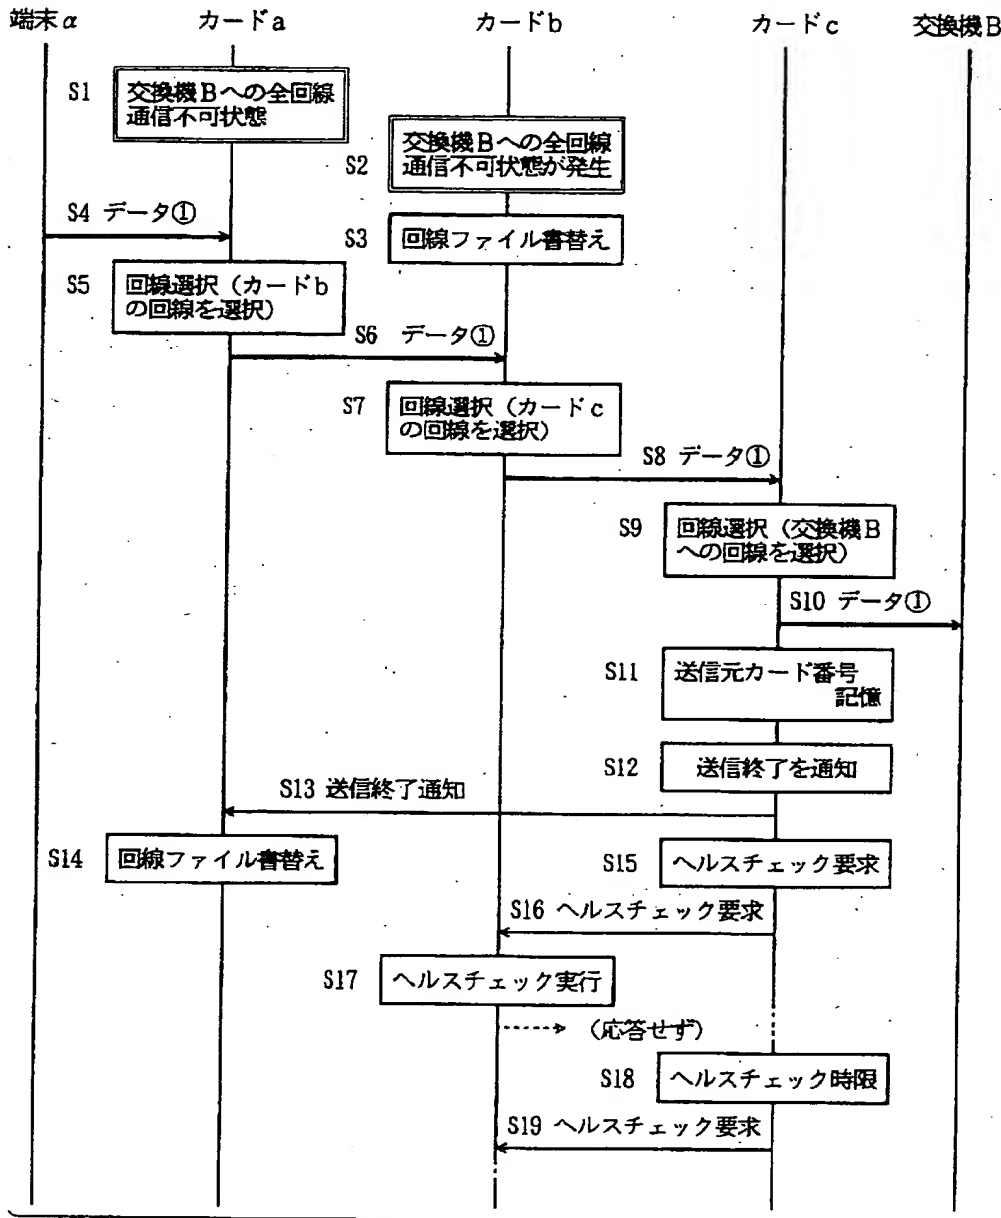 端末α
カードa
カードb
カードc
交換機B
S1
交換機Bへの全回線
通信不可状態
S2
交換機Bへの全回線
通信不可状態が発生
S3
回線ファイル書替え
S4 データ①
S5
回線選択（カードb
の回線を選択）
S6 データ①
S7
回線選択（カードc
の回線を選択）
S8 データ①
S9
回線選択（交換機B
への回線を選択）
S10 データ①
S11
送信元カード番号
記憶
S12
送信終了を通知
S13 送信終了通知
S14
回線ファイル書替え
S15
ヘルスチェック要求
S16 ヘルスチェック要求
S17
ヘルスチェック実行
（応答せず）
S18
ヘルスチェック時限
S19 ヘルスチェック要求